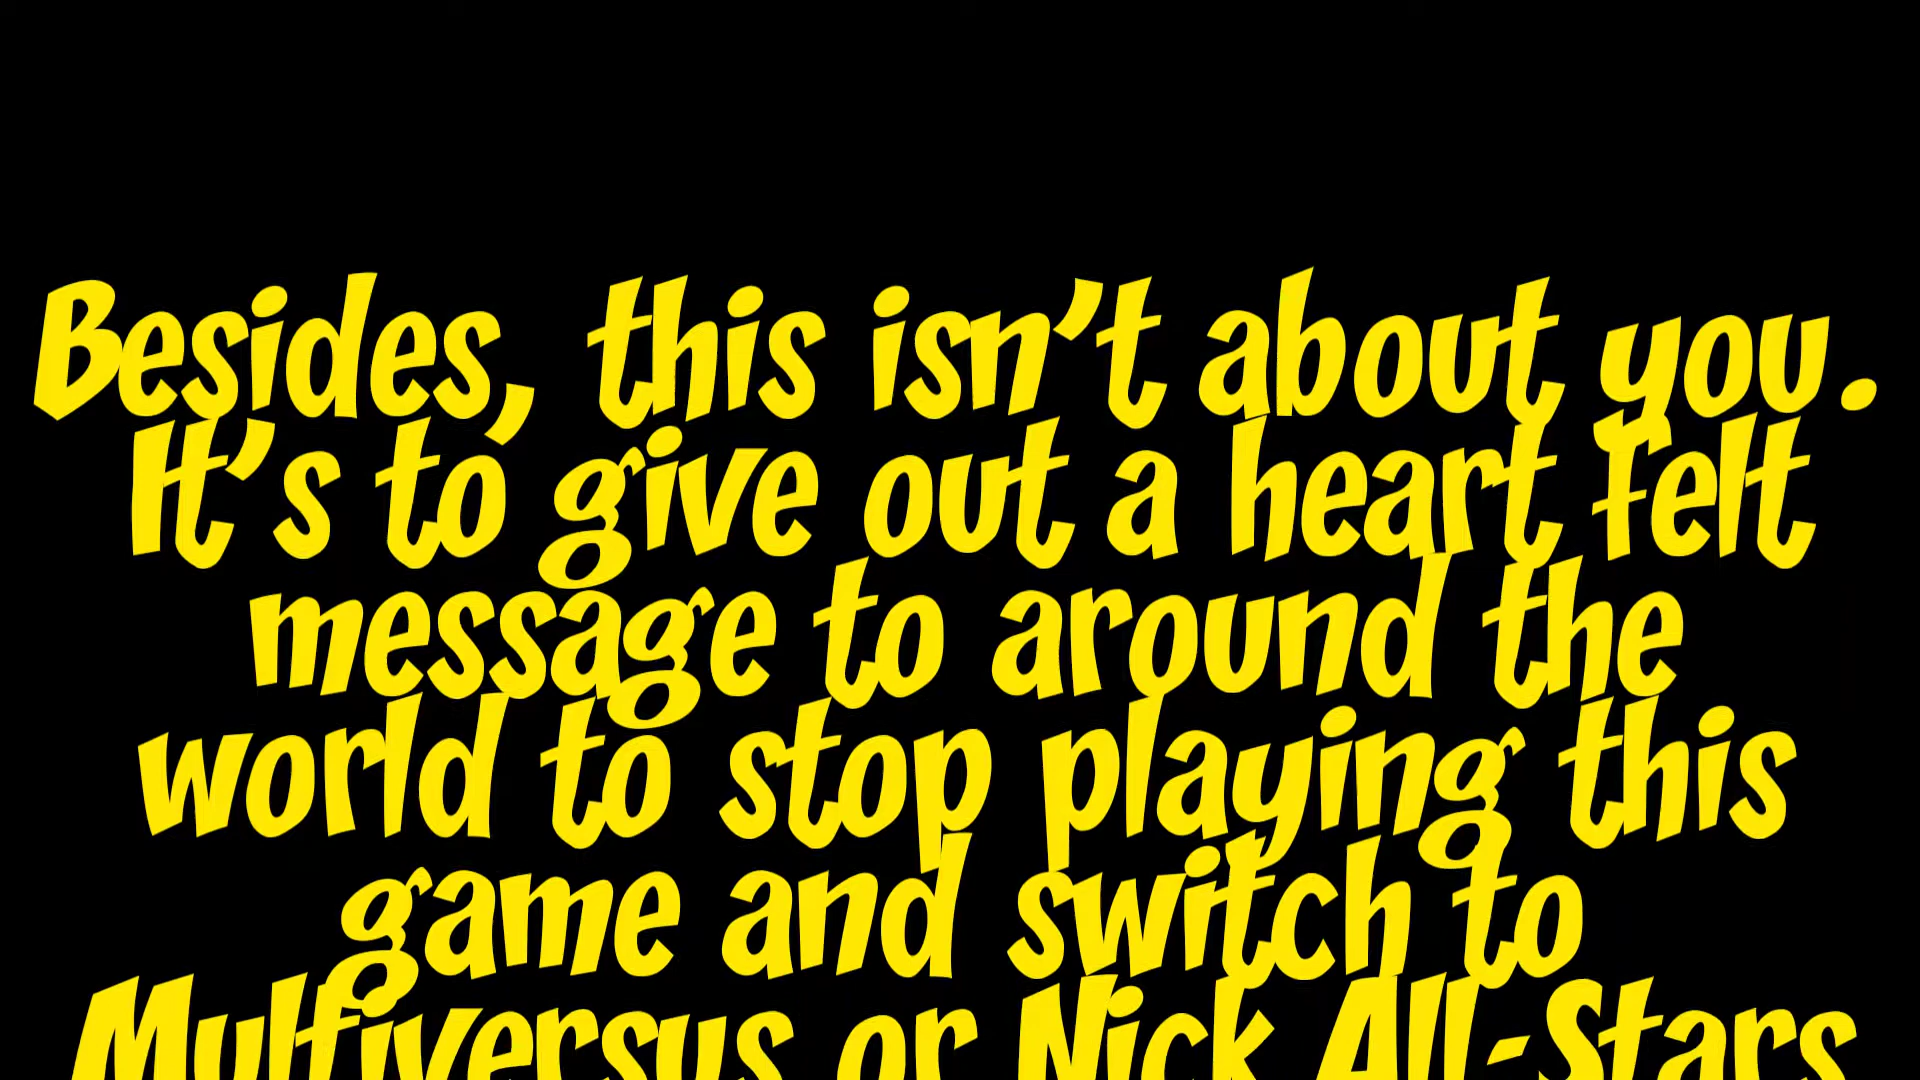 Besides, this isn't about you.
It's to give out a heart felt
message to around the
world to stop playing this
game and switch to
Multiversus or Nick All-Stars